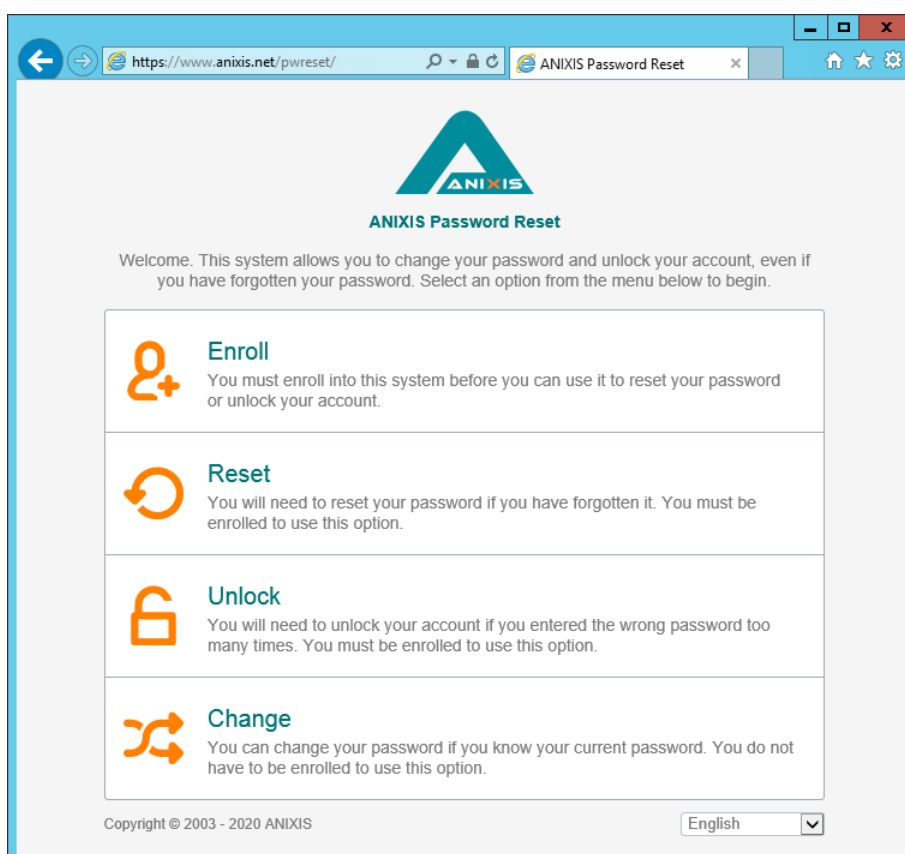 https://www.anixis.net/pwreset/
ANIXIS Password Reset
ANIXIS
ANIXIS Password Reset
Welcome. This system allows you to change your password and unlock your account, even if
you have forgotten your password. Select an option from the menu below to begin.
Enroll
You must enroll into this system before you can use it to reset your password
or unlock your account.
Reset
You will need to reset your password if you have forgotten it. You must be
enrolled to use this option.
Unlock
You will need to unlock your account if you entered the wrong password too
many times. You must be enrolled to use this option.
Change
You can change your password if you know your current password. You do not
have to be enrolled to use this option.
Copyright © 2003 - 2020 ANIXIS
English